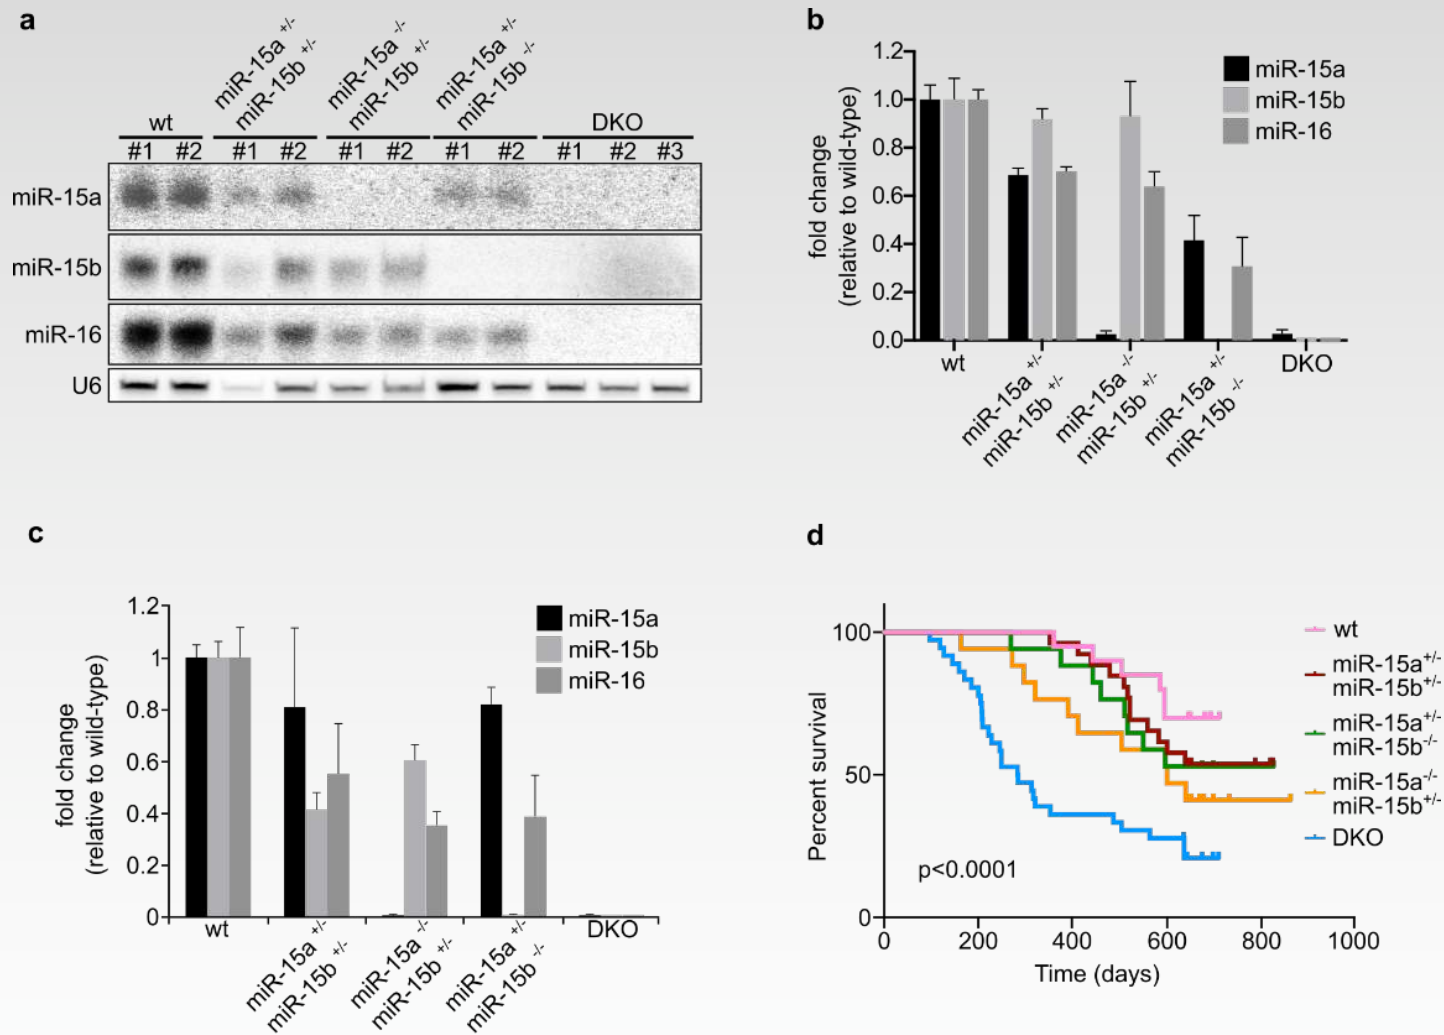 a
miR-15a +/-
miR-15b +/-
miR-15a -/-
miR-15b +/-
miR-15a +/-
miR-15b -/-
wt
DKO
#1 #2 #1 #2 #1 #2 #1 #2 #1 #2 #3
miR-15a
miR-15b
miR-16
U6
b
fold change
(relative to wild-type)
1.2
1.0
0.8
0.6
0.4
0.2
0.0
miR-15a
miR-15b
miR-16
wt
miR-15a +/-
miR-15b +/-
miR-15a -/-
miR-15b +/-
miR-15a +/-
miR-15b -/-
DKO
c
fold change
(relative to wild-type)
1.2
1
0.8
0.6
0.4
0.2
0
miR-15a
miR-15b
miR-16
wt
miR-15a +/-
miR-15b +/-
miR-15a -/-
miR-15b +/-
miR-15a +/-
miR-15b -/-
DKO
d
Percent survival
100
50
0
p<0.0001
0 200 400 600 800 1000
Time (days)
wt
miR-15a+/-
miR-15b+/-
miR-15a+/-
miR-15b-/-
miR-15a-/-
miR-15b+/-
DKO